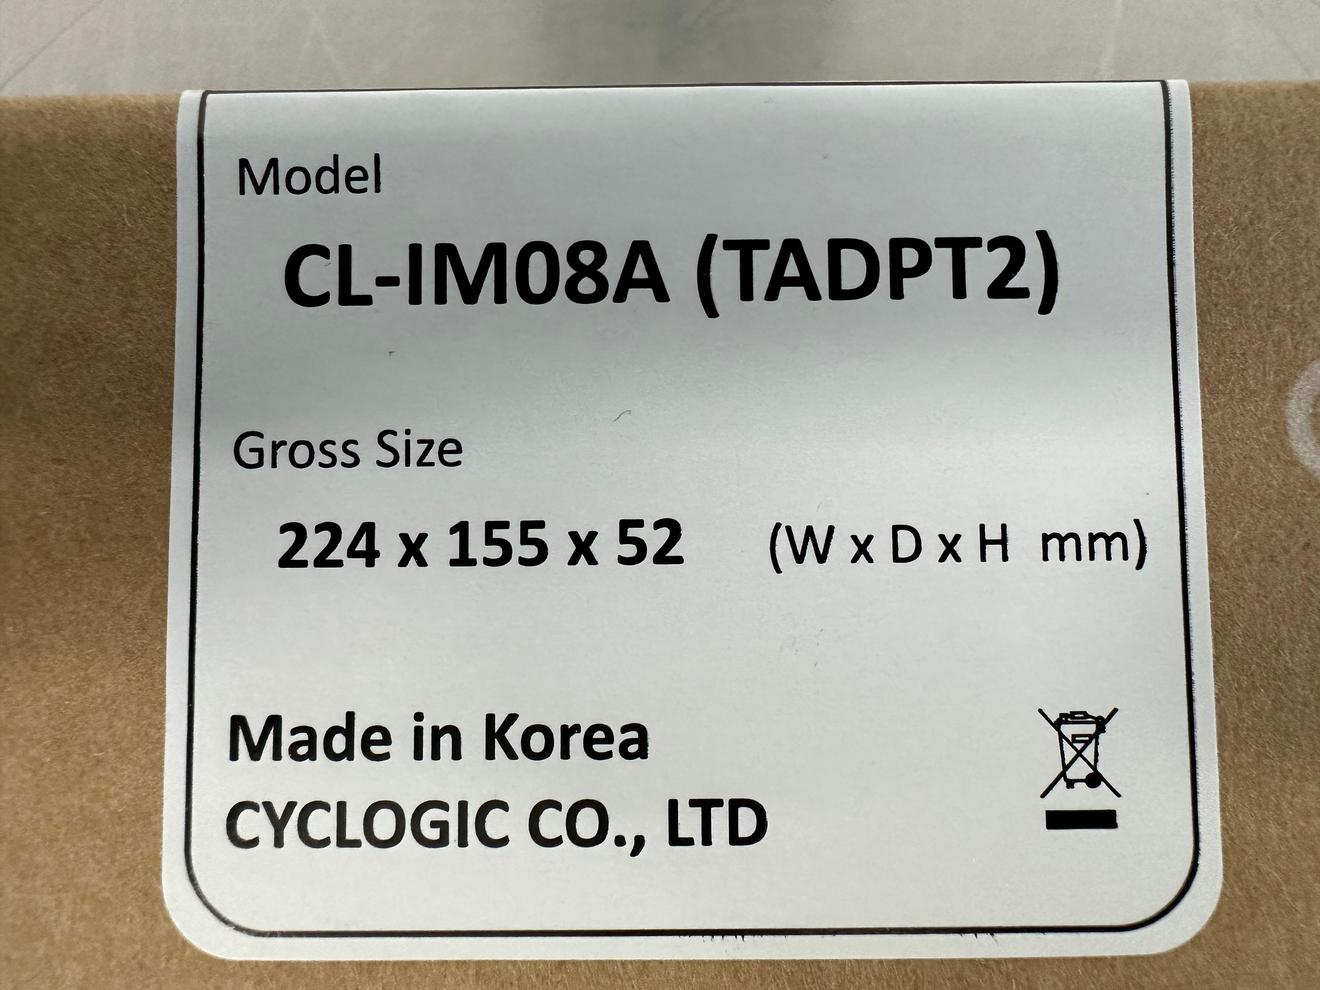 Model
CL-IM08A (TADPT2)
Gross Size
224 x 155 x 52 (W x D x H mm)
Made in Korea
CYCLOGIC CO., LTD